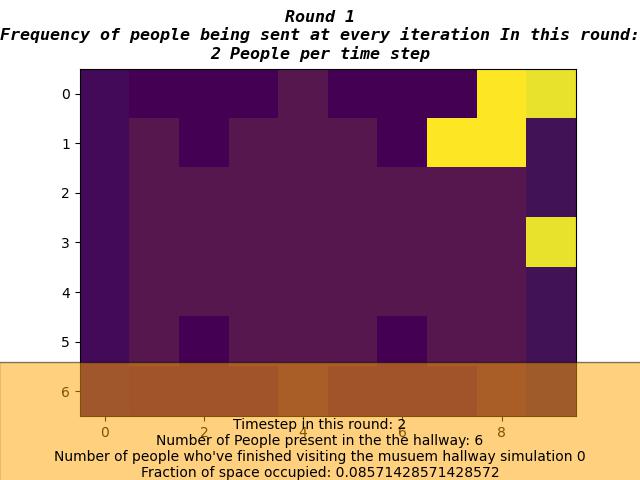 Round 1
Frequency of people being sent at every iteration In this round:
2 People per time step
0
1
2
3
4
5
6
0 2 4 6 8
Timestep in this round: 2
Number of People present in the the hallway: 6
Number of people who've finished visiting the musuem hallway simulation 0
Fraction of space occupied: 0.08571428571428572